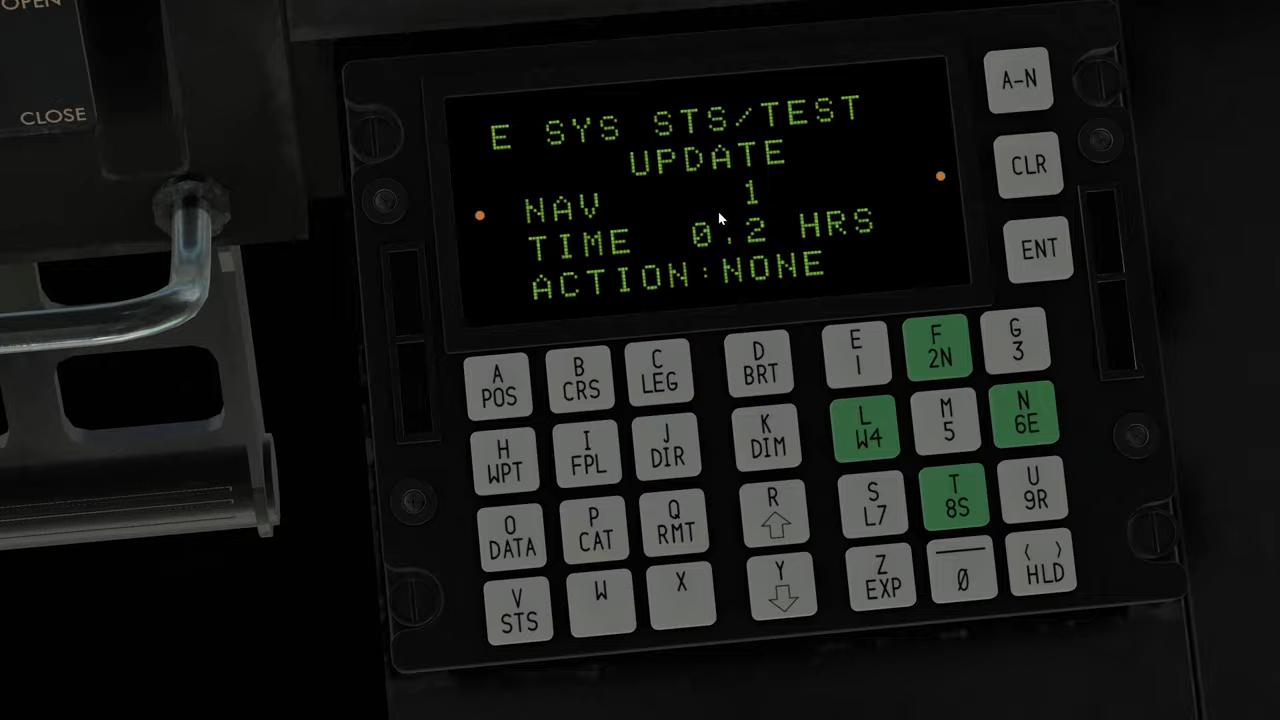 OPEN
CLOSE
E SYS STS/TEST
UPDATE
NAV 1
TIME 0.2 HRS
ACTION:NONE
A-N
CLR
ENT
A POS
B CRS
C LEG
D BRT
E 1
F 2N
G 3
H WPT
I FPL
J DIR
K DIM
L W4
M 5
N 6E
O DATA
P CAT
Q RMT
R
S L7
T 8S
U 9R
V STS
W
X
Y
Z EXP
0
< > HLD